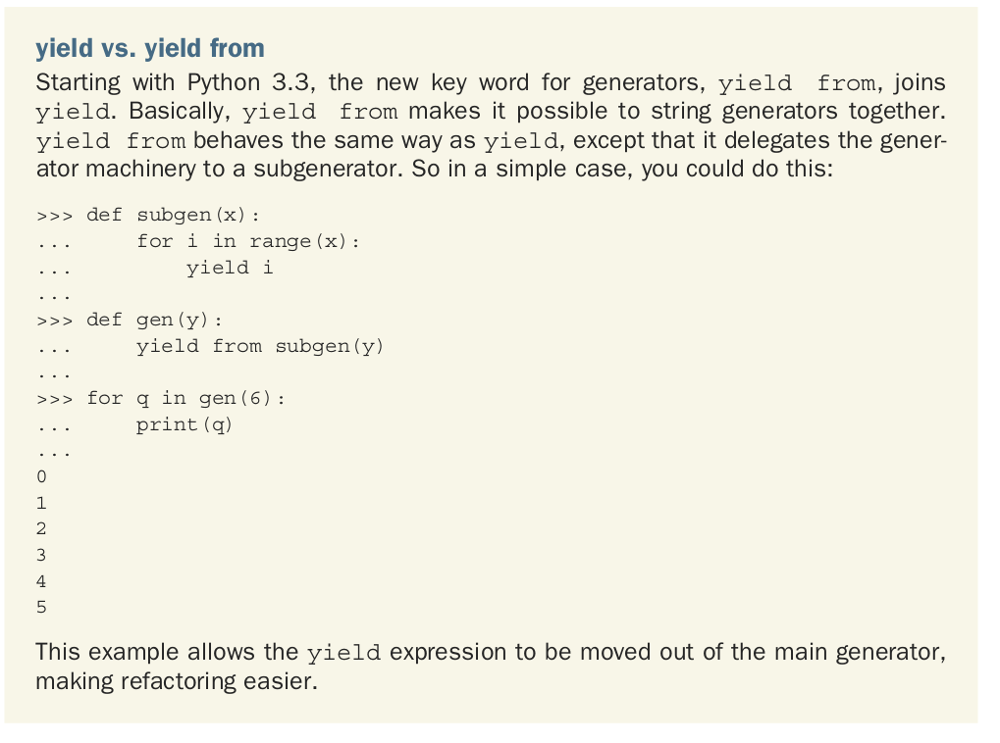 yield vs. yield from
Starting with Python 3.3, the new key word for generators, yield from, joins
yield. Basically, yield from makes it possible to string generators together.
yield from behaves the same way as yield, except that it delegates the gener-
ator machinery to a subgenerator. So in a simple case, you could do this:
>>> def subgen(x):
...     for i in range(x):
...         yield i
...
>>> def gen(y):
...     yield from subgen(y)
...
>>> for q in gen(6):
...     print(q)
...
0
1
2
3
4
5
This example allows the yield expression to be moved out of the main generator,
making refactoring easier.